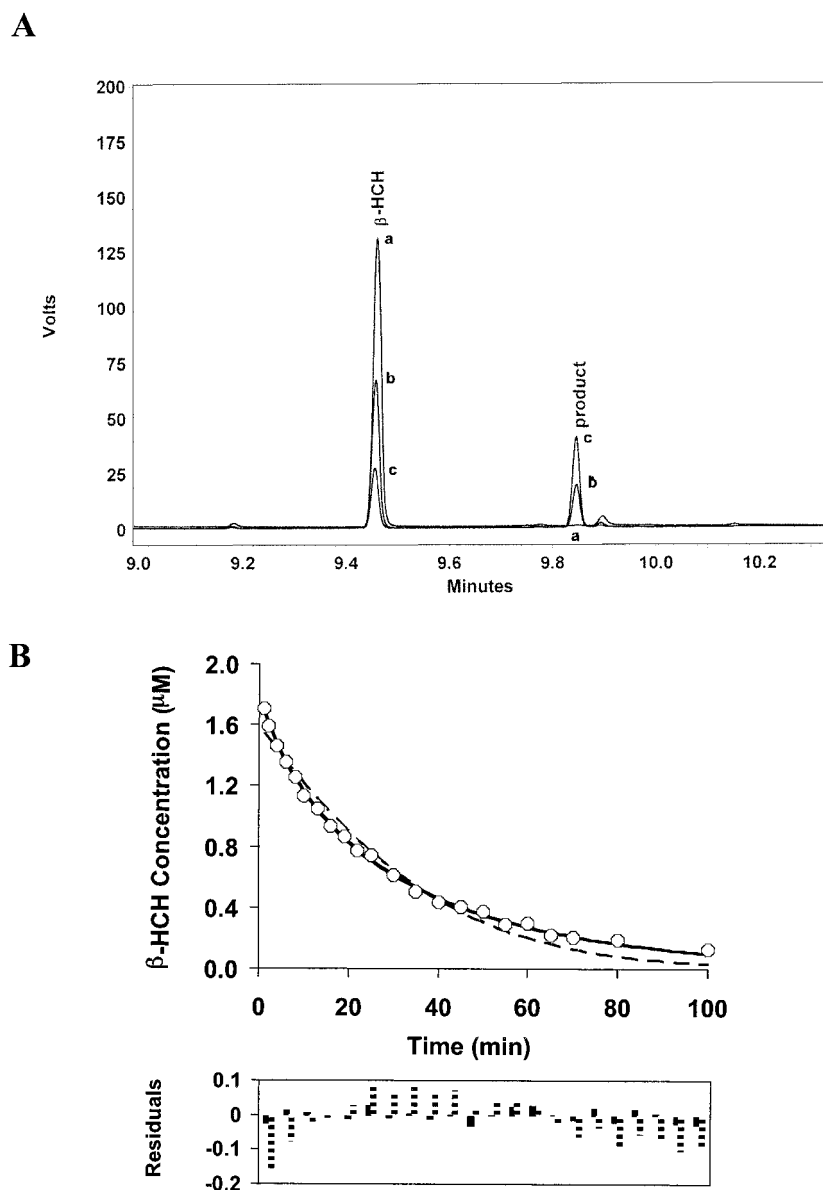 A
200
175
150
125
100
75
50
25
0
Volts
β-HCH
a
b
c
product
c
b
a
9.0 9.2 9.4 9.6 9.8 10.0 10.2
Minutes
B
β-HCH Concentration (μM)
2.0
1.6
1.2
0.8
0.4
0.0
0 20 40 60 80 100
Time (min)
Residuals
0.1
0
-0.1
-0.2